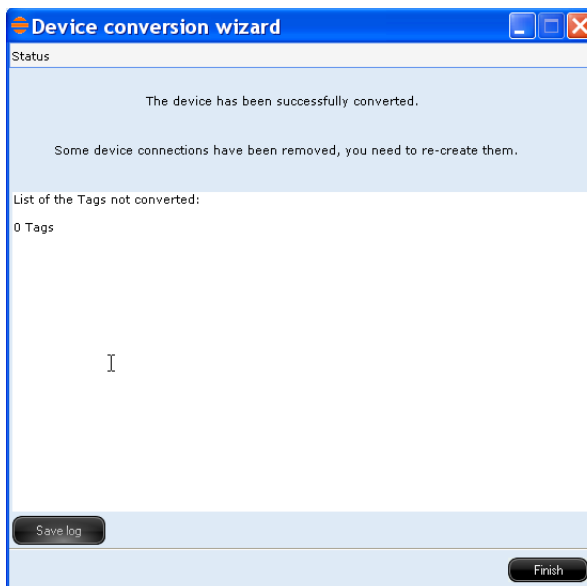 Device conversion wizard
Status
The device has been successfully converted.
Some device connections have been removed, you need to re-create them.
List of the Tags not converted:
0 Tags
Save log
Finish